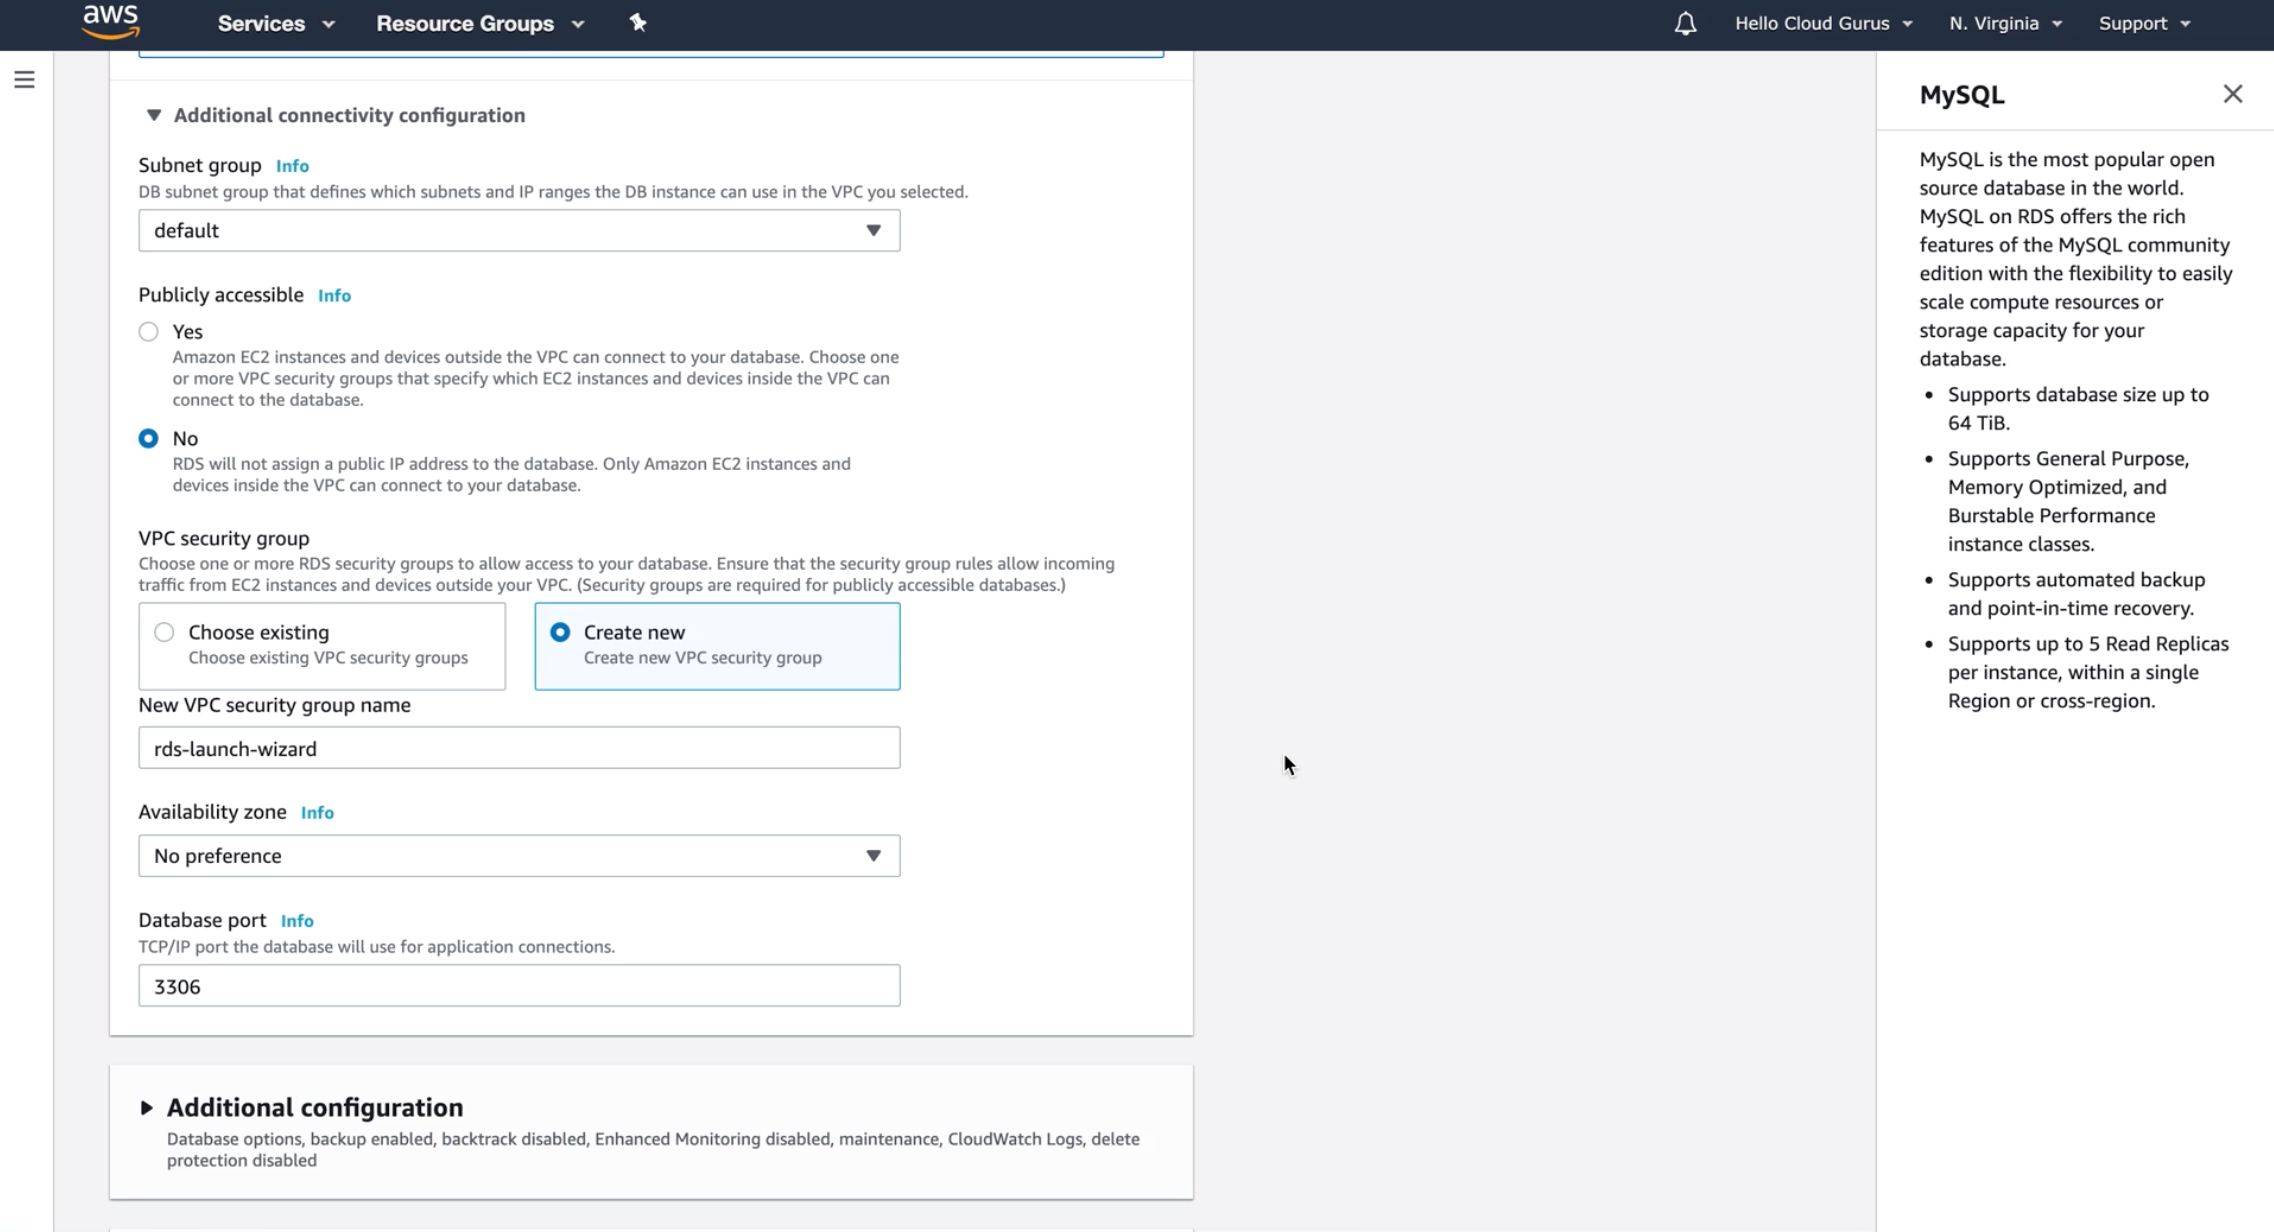 aws Services Resource Groups Hello Cloud Gurus N. Virginia Support
Additional connectivity configuration
Subnet group Info
DB subnet group that defines which subnets and IP ranges the DB instance can use in the VPC you selected.
default
Publicly accessible Info
Yes
Amazon EC2 instances and devices outside the VPC can connect to your database. Choose one
or more VPC security groups that specify which EC2 instances and devices inside the VPC can
connect to the database.
No
RDS will not assign a public IP address to the database. Only Amazon EC2 instances and
devices inside the VPC can connect to your database.
VPC security group
Choose one or more RDS security groups to allow access to your database. Ensure that the security group rules allow incoming
traffic from EC2 instances and devices outside your VPC. (Security groups are required for publicly accessible databases.)
Choose existing
Choose existing VPC security groups
Create new
Create new VPC security group
New VPC security group name
rds-launch-wizard
Availability zone Info
No preference
Database port Info
TCP/IP port the database will use for application connections.
3306
Additional configuration
Database options, backup enabled, backtrack disabled, Enhanced Monitoring disabled, maintenance, CloudWatch Logs, delete
protection disabled
MySQL
MySQL is the most popular open
source database in the world.
MySQL on RDS offers the rich
features of the MySQL community
edition with the flexibility to easily
scale compute resources or
storage capacity for your
database.
• Supports database size up to
64 TiB.
• Supports General Purpose,
Memory Optimized, and
Burstable Performance
instance classes.
• Supports automated backup
and point-in-time recovery.
• Supports up to 5 Read Replicas
per instance, within a single
Region or cross-region.